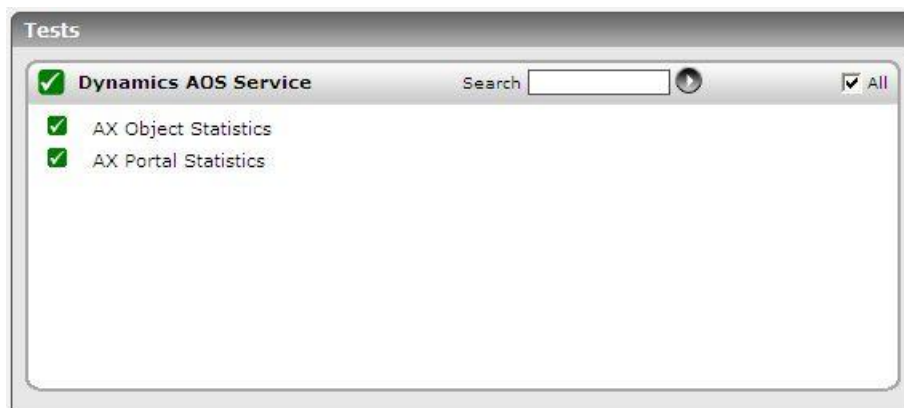 Tests
Dynamics AOS Service Search All
AX Object Statistics
AX Portal Statistics